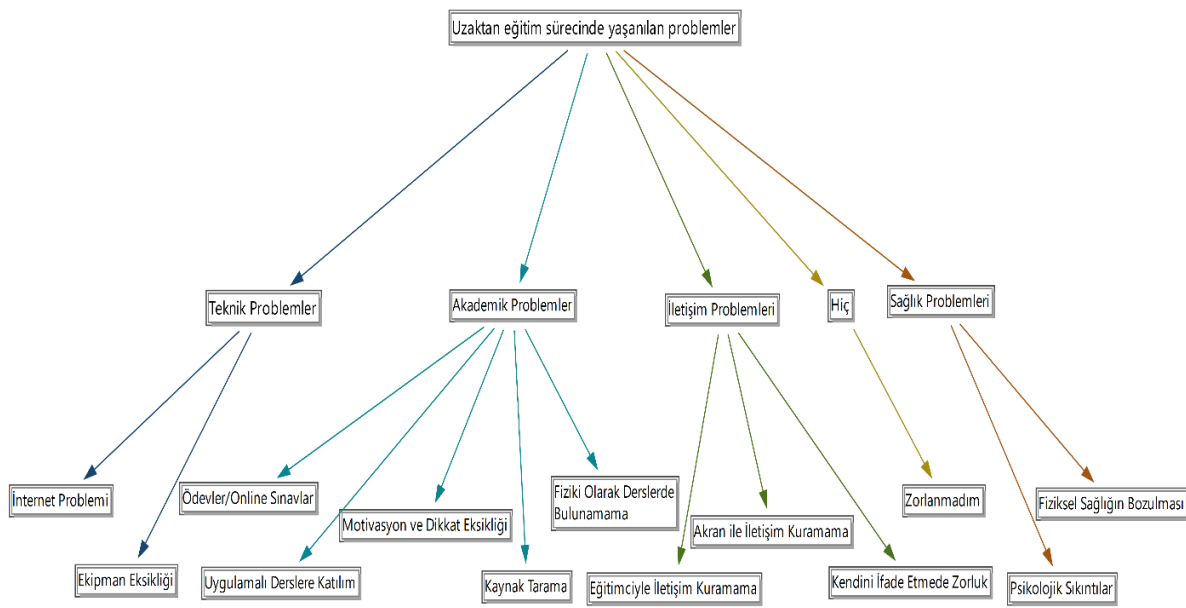 Uzaktan eğitim sürecinde yaşanılan problemler
Teknik Problemler
Akademik Problemler
İletişim Problemleri
Hiç
Sağlık Problemleri
İnternet Problemi
Ekipman Eksikliği
Ödevler/Online Sınavlar
Uygulamalı Derslere Katılım
Motivasyon ve Dikkat Eksikliği
Kaynak Tarama
Fiziki Olarak Derslerde
Bulunamama
Eğitimciyle İletişim Kuramama
Akran ile İletişim Kuramama
Kendini İfade Etmede Zorluk
Zorlanmadım
Psikolojik Sıkıntılar
Fiziksel Sağlığın Bozulması